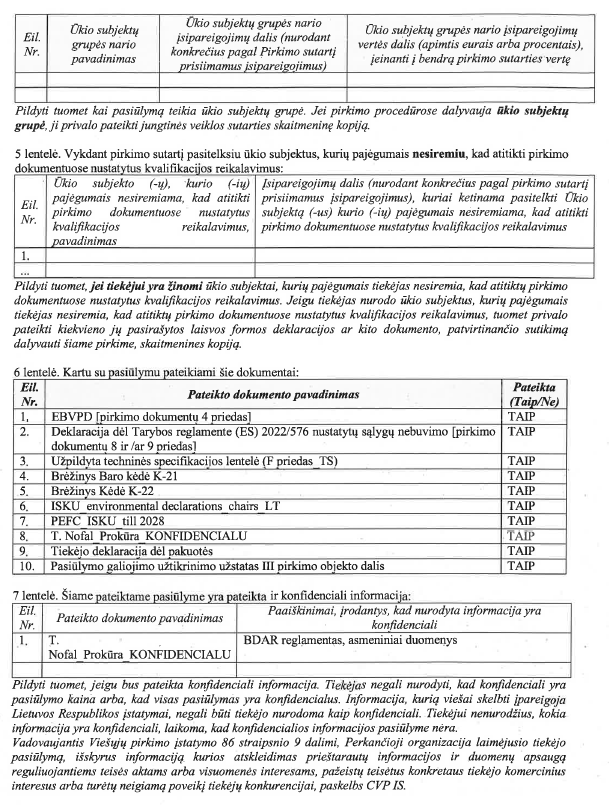 Eil. Nr.
Ūkio subjektų grupės nario pavadinimas
Ūkio subjektų grupės nario įsipareigojimų dalis (nurodant konkrečius pagal Pirkimo sutartį prisiimamus įsipareigojimus)
Ūkio subjektų grupės nario įsipareigojimų vertės dalis (apimtis eurais arba procentais), įeinanti į bendrą pirkimo sutarties vertę
Pildyti tuomet kai pasiūlymą teikia ūkio subjektų grupė. Jei pirkimo procedūrose dalyvauja ūkio subjektų
grupė, ji privalo pateikti jungtinės veiklos sutarties skaitmeninę kopiją.
5 lentelė. Vykdant pirkimo sutartį pasitelksiu ūkio subjektus, kurių pajėgumais nesiremiu, kad atitikti pirkimo
dokumentuose nustatytus kvalifikacijos reikalavimus:
Eil. Nr.
Ūkio subjekto (-ų), kurio (-ių) pajėgumais nesiremiama, kad atitikti pirkimo dokumentuose nustatytus kvalifikacijos reikalavimus, pavadinimas
Įsipareigojimų dalis (nurodant konkrečius pagal pirkimo sutartį prisiimamus įsipareigojimus), kuriai ketinama pasitelkti Ūkio subjektą (-us) kurio (-ių) pajėgumais nesiremiama, kad atitikti pirkimo dokumentuose nustatytus kvalifikacijos reikalavimus
1.
...
Pildyti tuomet, jei tiekėjui yra žinomi ūkio subjektai, kurių pajėgumais tiekėjas nesiremia, kad atitiktų pirkimo
dokumentuose nustatytus kvalifikacijos reikalavimus. Jeigu tiekėjas nurodo ūkio subjektus, kurių pajėgumais
tiekėjas nesiremia, kad atitiktų pirkimo dokumentuose nustatytus kvalifikacijos reikalavimus, tuomet privalo
pateikti kiekvieno jų pasirašytos laisvos formos deklaracijos ar kito dokumento, patvirtinančio sutikimą
dalyvauti šiame pirkime, skaitmenines kopiją.
6 lentelė. Kartu su pasiūlymu pateikiami šie dokumentai:
Eil. Nr. Pateikto dokumento pavadinimas Pateikta (Taip/Ne)
1. EBVPD [pirkimo dokumentų 4 priedas] TAIP
2. Deklaracija dėl Tarybos reglamente (ES) 2022/576 nustatytų sąlygų nebuvimo [pirkimo TAIP
dokumentų 8 ir /ar 9 priedas]
3. Užpildyta techninės specifikacijos lentelė (F priedas_TS) TAIP
4. Brėžinys Baro kėdė K-21 TAIP
5. Brėžinys Kėdė K-22 TAIP
6. ISKU_environmental declarations_chairs_LT TAIP
7. PEFC_ISKU_till 2028 TAIP
8. T. Nofal_Prokūra_KONFIDENCIALU TAIP
9. Tiekėjo deklaracija dėl pakuotės TAIP
10. Pasiūlymo galiojimo užtikrinimo užstatas III pirkimo objekto dalis TAIP
7 lentelė. Šiame pateiktame pasiūlyme yra pateikta ir konfidenciali informacija:
Eil. Nr.
Pateikto dokumento pavadinimas
Paaiškinimai, įrodantys, kad nurodyta informacija yra konfidenciali
1. T. BDAR reglamentas, asmeniniai duomenys
Nofal_Prokūra_KONFIDENCIALU
Pildyti tuomet, jeigu bus pateikta konfidenciali informacija. Tiekėjas negali nurodyti, kad konfidenciali yra
pasiūlymo kaina arba, kad visas pasiūlymas yra konfidencialus. Informacija, kurią viešai skelbti įpareigoja
Lietuvos Respublikos įstatymai, negali būti tiekėjo nurodoma kaip konfidenciali. Tiekėjui nenurodžius, kokia
informacija yra konfidenciali, laikoma, kad konfidencialios informacijos pasiūlyme nėra.
Vadovaujantis Viešųjų pirkimo įstatymo 86 straipsnio 9 dalimi, Perkančioji organizacija laimėjusio tiekėjo
pasiūlymą, išskyrus informaciją kurios atskleidimas prieštarautų informacijos ir duomenų apsaugą
reguliuojantiems teisės aktams arba visuomenės interesams, pažeistų teisėtus konkretaus tiekėjo komercinius
interesus arba turėtų neigiamą poveikį tiekėjų konkurencijai, paskelbs CVP IS.